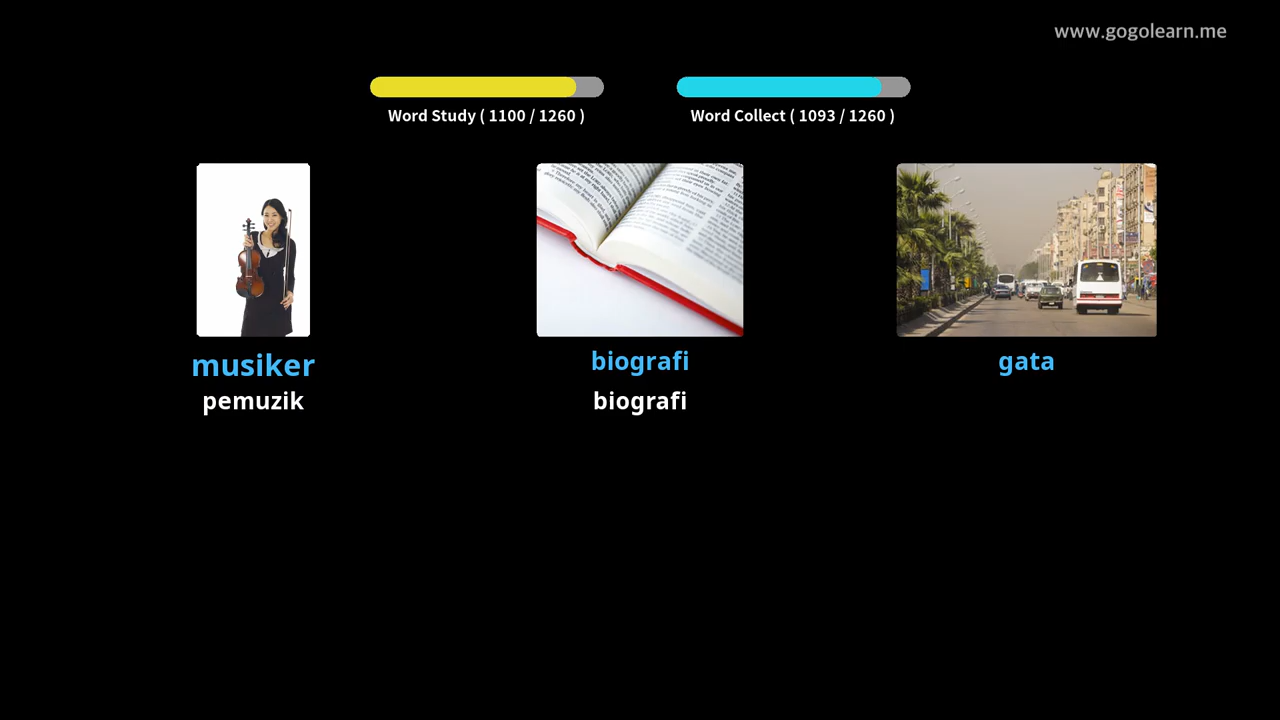 www.gogolearn.me
Word Study ( 1100 / 1260 )
Word Collect ( 1093 / 1260 )
musiker
pemuzik
biografi
biografi
gata